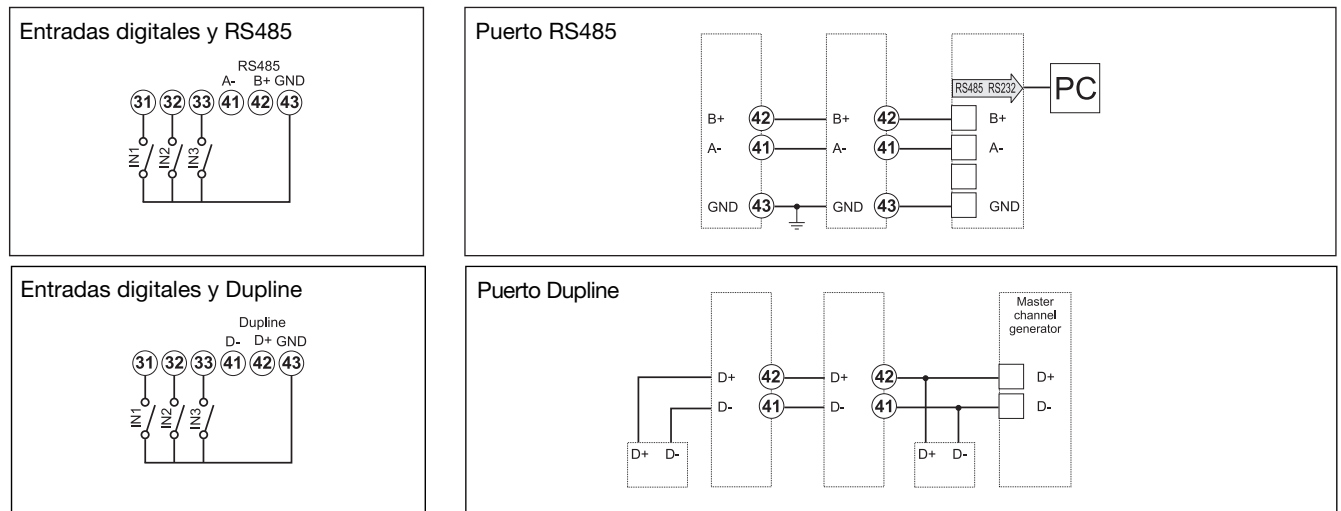 Entradas digitales y RS485
RS485
A- B+ GND
31 32 33 41 42 43
IN1 IN2 IN3
Puerto RS485
RS485 RS232 PC
B+ 42 B+ 42 B+
A- 41 A- 41 A-
GND 43 GND 43 GND
Entradas digitales y Dupline
Dupline
D- D+ GND
31 32 33 41 42 43
IN1 IN2 IN3
Puerto Dupline
Master
channel
generator
D+ 42 D+ 42 D+
D- 41 D- 41 D-
D+ D- D+ D-